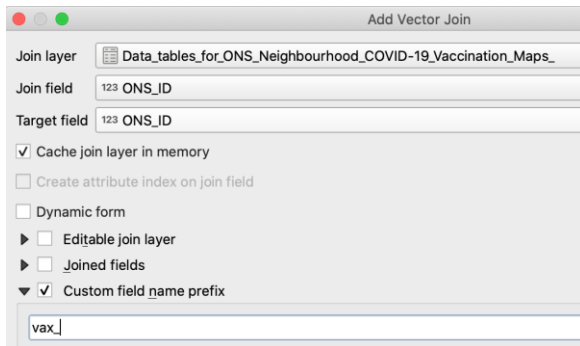 Add Vector Join
Join layer Data_tables_for_ONS_Neighbourhood_COVID-19_Vaccination_Maps_
Join field 123 ONS_ID
Target field 123 ONS_ID
Cache join layer in memory
Create attribute index on join field
Dynamic form
Editable join layer
Joined fields
Custom field name prefix
vax_